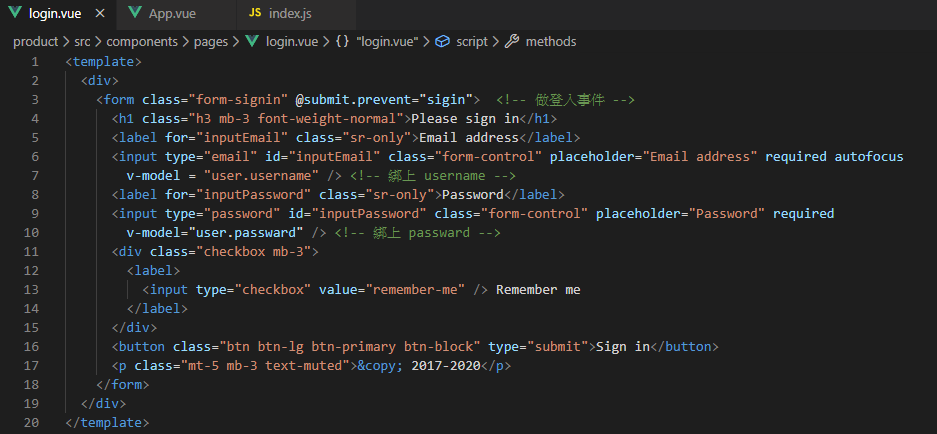 login.vue × App.vue JS index.js
product > src > components > pages > login.vue > {} "login.vue" > script > methods
1 <template>
2 <div>
3 <form class="form-signin" @submit.prevent="sigin"> <!-- 做登入事件 -->
4 <h1 class="h3 mb-3 font-weight-normal">Please sign in</h1>
5 <label for="inputEmail" class="sr-only">Email address</label>
6 <input type="email" id="inputEmail" class="form-control" placeholder="Email address" required autofocus
7 v-model = "user.username" /> <!-- 綁上 username -->
8 <label for="inputPassword" class="sr-only">Password</label>
9 <input type="password" id="inputPassword" class="form-control" placeholder="Password" required
10 v-model="user.passward" /> <!-- 綁上 passward -->
11 <div class="checkbox mb-3">
12 <label>
13 <input type="checkbox" value="remember-me" /> Remember me
14 </label>
15 </div>
16 <button class="btn btn-lg btn-primary btn-block" type="submit">Sign in</button>
17 <p class="mt-5 mb-3 text-muted">&copy; 2017-2020</p>
18 </form>
19 </div>
20 </template>